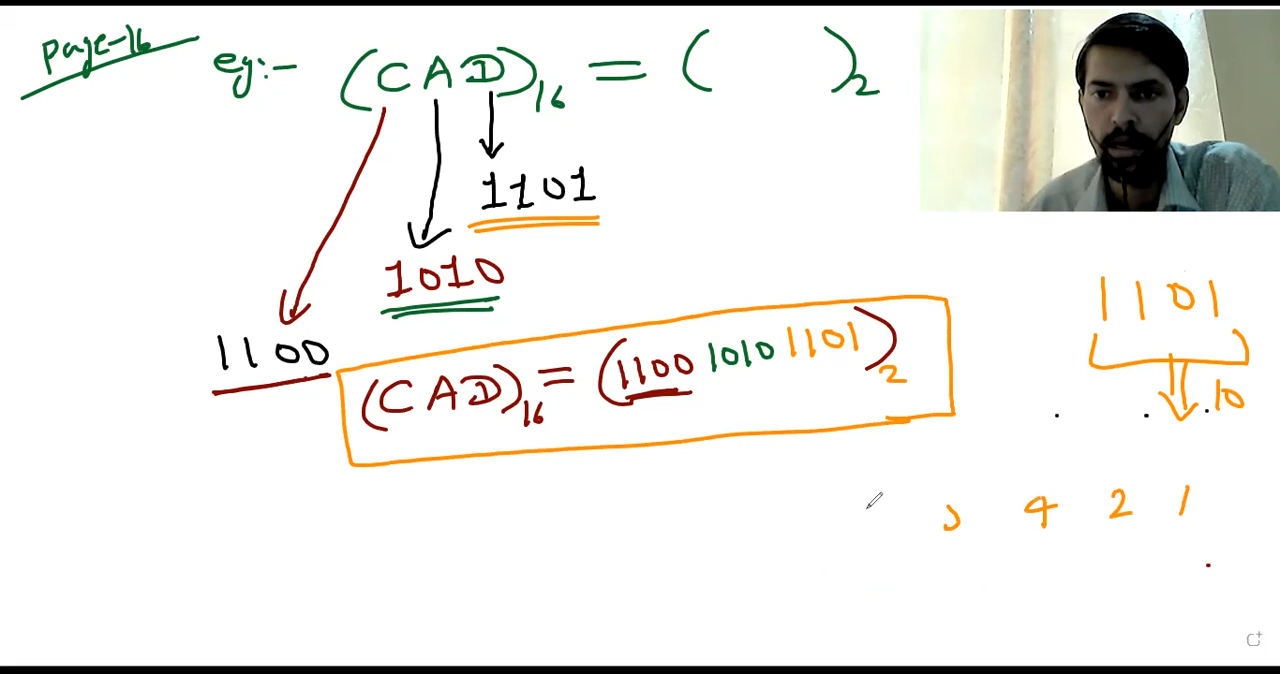 Page-16
eg:- (CAD)16 = ( )2
1101
1010
1100
(CAD)16 = (1100 1010 1101)2
1101
10
4 2 1